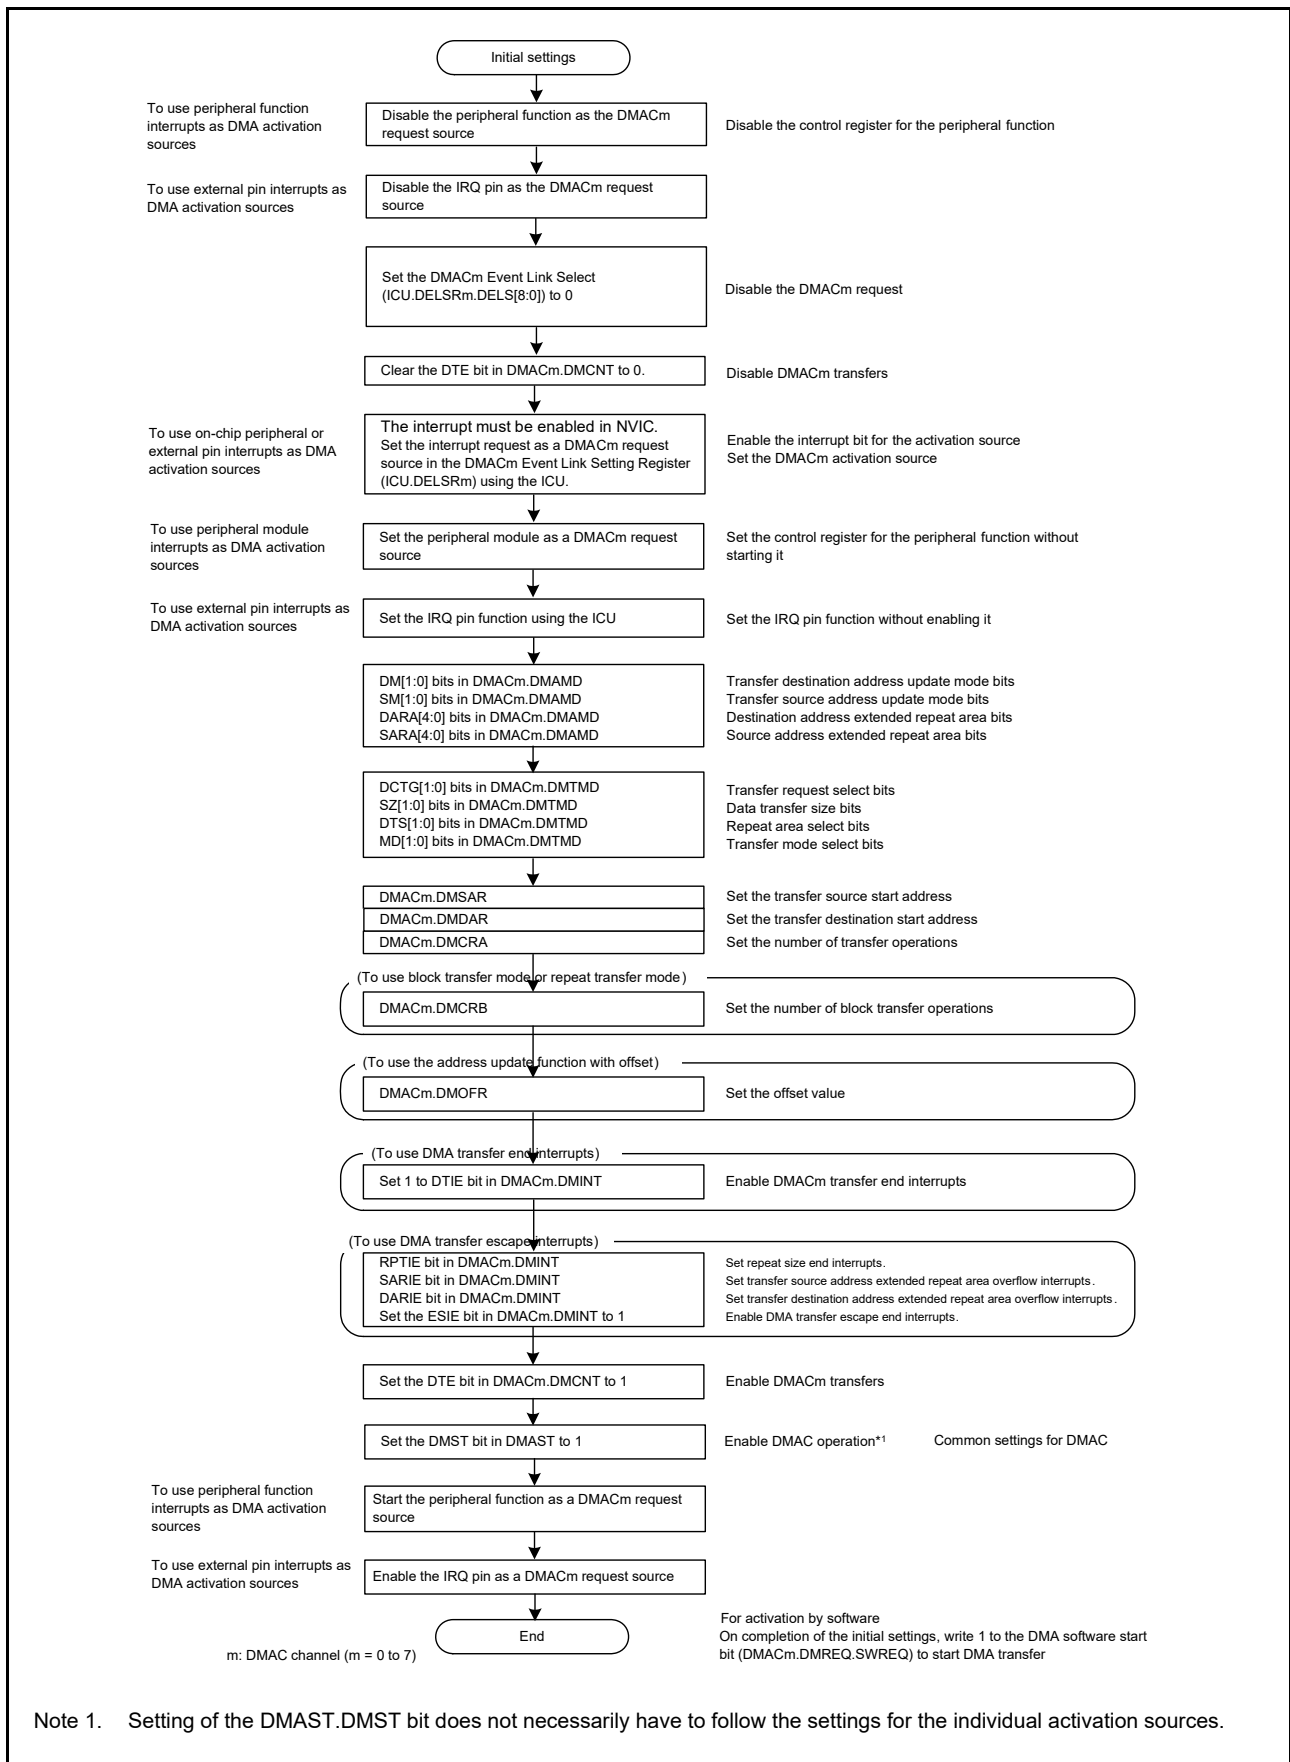 Initial settings
To use peripheral function
interrupts as DMA activation
sources
Disable the peripheral function as the DMACm
request source
Disable the control register for the peripheral function
To use external pin interrupts as
DMA activation sources
Disable the IRQ pin as the DMACm request
source
Set the DMACm Event Link Select
(ICU.DELSRm.DELS[8:0]) to 0
Disable the DMACm request
Clear the DTE bit in DMACm.DMCNT to 0.
Disable DMACm transfers
To use on-chip peripheral or
external pin interrupts as DMA
activation sources
The interrupt must be enabled in NVIC.
Set the interrupt request as a DMACm request
source in the DMACm Event Link Setting Register
(ICU.DELSRm) using the ICU.
Enable the interrupt bit for the activation source
Set the DMACm activation source
To use peripheral module
interrupts as DMA activation
sources
Set the peripheral module as a DMACm request
source
Set the control register for the peripheral function without
starting it
To use external pin interrupts as
DMA activation sources
Set the IRQ pin function using the ICU
Set the IRQ pin function without enabling it
DM[1:0] bits in DMACm.DMAMD
SM[1:0] bits in DMACm.DMAMD
DARA[4:0] bits in DMACm.DMAMD
SARA[4:0] bits in DMACm.DMAMD
Transfer destination address update mode bits
Transfer source address update mode bits
Destination address extended repeat area bits
Source address extended repeat area bits
DCTG[1:0] bits in DMACm.DMTMD
SZ[1:0] bits in DMACm.DMTMD
DTS[1:0] bits in DMACm.DMTMD
MD[1:0] bits in DMACm.DMTMD
Transfer request select bits
Data transfer size bits
Repeat area select bits
Transfer mode select bits
DMACm.DMSAR
Set the transfer source start address
DMACm.DMDAR
Set the transfer destination start address
DMACm.DMCRA
Set the number of transfer operations
(To use block transfer mode or repeat transfer mode)
DMACm.DMCRB
Set the number of block transfer operations
(To use the address update function with offset)
DMACm.DMOFR
Set the offset value
(To use DMA transfer end interrupts)
Set 1 to DTIE bit in DMACm.DMINT
Enable DMACm transfer end interrupts
(To use DMA transfer escape interrupts)
RPTIE bit in DMACm.DMINT
SARIE bit in DMACm.DMINT
DARIE bit in DMACm.DMINT
Set the ESIE bit in DMACm.DMINT to 1
Set repeat size end interrupts.
Set transfer source address extended repeat area overflow interrupts.
Set transfer destination address extended repeat area overflow interrupts.
Enable DMA transfer escape end interrupts.
Set the DTE bit in DMACm.DMCNT to 1
Enable DMACm transfers
Set the DMST bit in DMAST to 1
Enable DMAC operation*1
Common settings for DMAC
To use peripheral function
interrupts as DMA activation
sources
Start the peripheral function as a DMACm request
source
To use external pin interrupts as
DMA activation sources
Enable the IRQ pin as a DMACm request source
End
For activation by software
On completion of the initial settings, write 1 to the DMA software start
bit (DMACm.DMREQ.SWREQ) to start DMA transfer
m: DMAC channel (m = 0 to 7)
Note 1. Setting of the DMAST.DMST bit does not necessarily have to follow the settings for the individual activation sources.